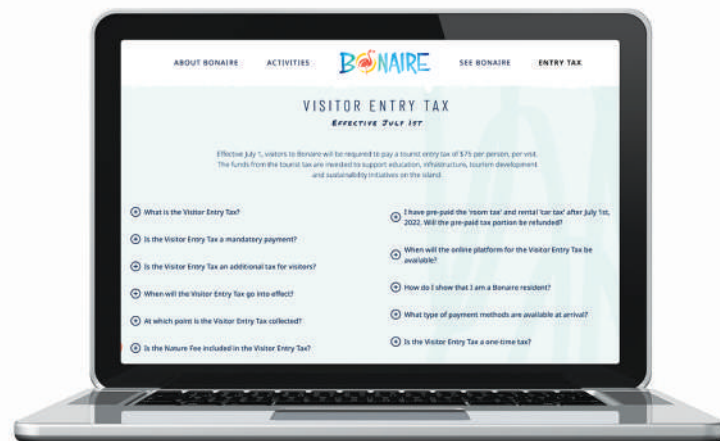 ABOUT BONAIRE
ACTIVITIES
BONAIRE
SEE BONAIRE
ENTRY TAX
VISITOR ENTRY TAX
EFFECTIVE JULY 1ST
Effective July 1, visitors to Bonaire will be required to pay a tourist entry tax of $75 per person, per visit.
The funds from the tourist tax are invested to support education, infrastructure, tourism development
and sustainability initiatives on the island
What is the Visitor Entry Tax?
Is the Visitor Entry Tax a mandatory payment?
Is the Visitor Entry Tax an additional tax for visitors?
When will the Visitor Entry Tax go into effect?
At which point is the Visitor Entry Tax collected?
Is the Nature Fee included in the Visitor Entry Tax?
I have pre-paid the 'room tax' and rental 'car tax' after July 1st,
2022. Will the pre-paid tax portion be refunded?
When will the online platform for the Visitor Entry Tax be
available?
How do I show that I am a Bonaire resident?
What type of payment methods are available at arrival?
Is the Visitor Entry Tax a one-time tax?